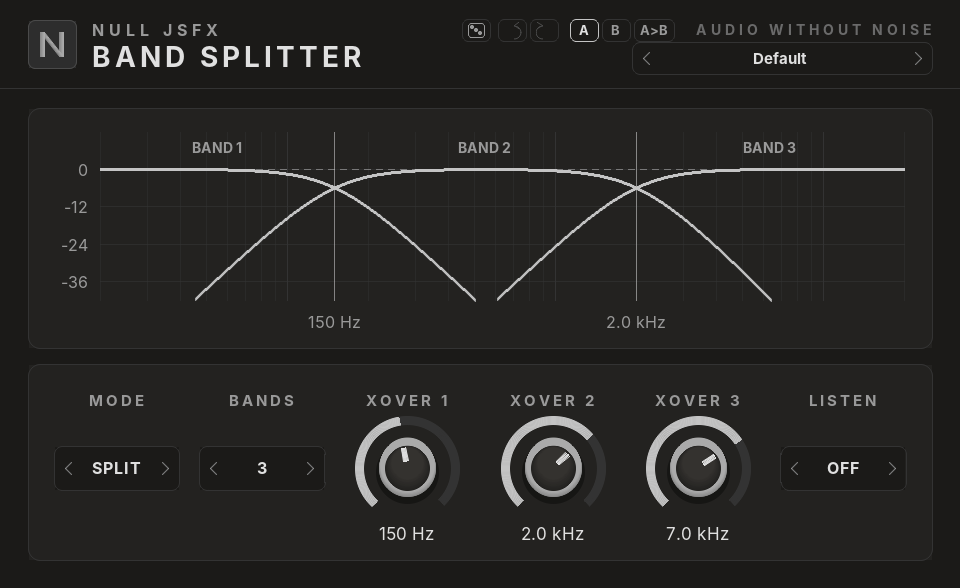 N
NULL JSFX
BAND SPLITTER
A B A>B
AUDIO WITHOUT NOISE
Default
BAND 1 BAND 2 BAND 3
0
-12
-24
-36
150 Hz 2.0 kHz
MODE BANDS XOVER 1 XOVER 2 XOVER 3 LISTEN
SPLIT 3 OFF
150 Hz 2.0 kHz 7.0 kHz